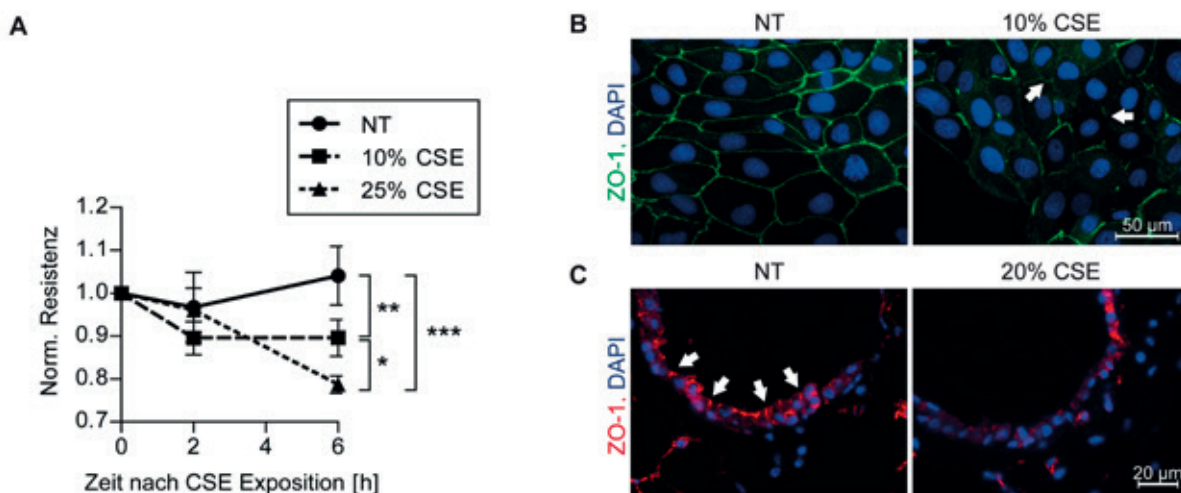 A
NT
10% CSE
25% CSE
1.2
1.1
1.0
0.9
0.8
0.7
Norm. Resistenz
**
***
*
0 2 4 6
Zeit nach CSE Exposition [h]
B
NT 10% CSE
ZO-1. DAPI
50 µm
C
NT 20% CSE
ZO-1. DAPI
20 µm